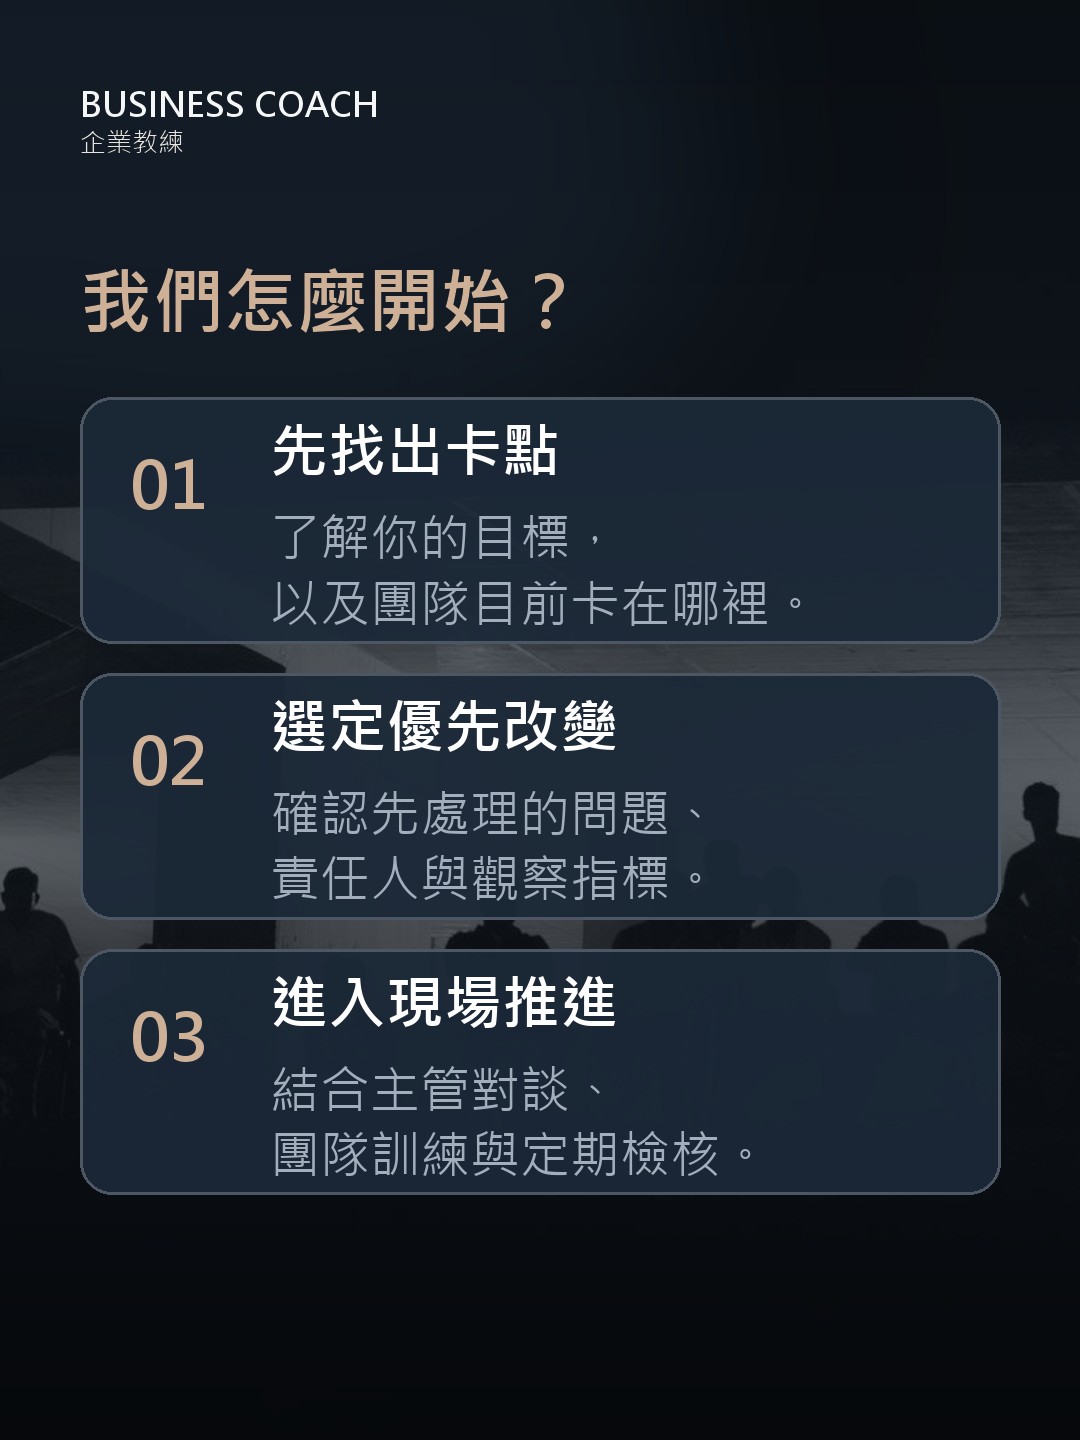 BUSINESS COACH
企業教練
我們怎麼開始？
01
先找出卡點
了解你的目標，
以及團隊目前卡在哪裡。
02
選定優先改變
確認先處理的問題、
責任人與觀察指標。
03
進入現場推進
結合主管對談、
團隊訓練與定期檢核。